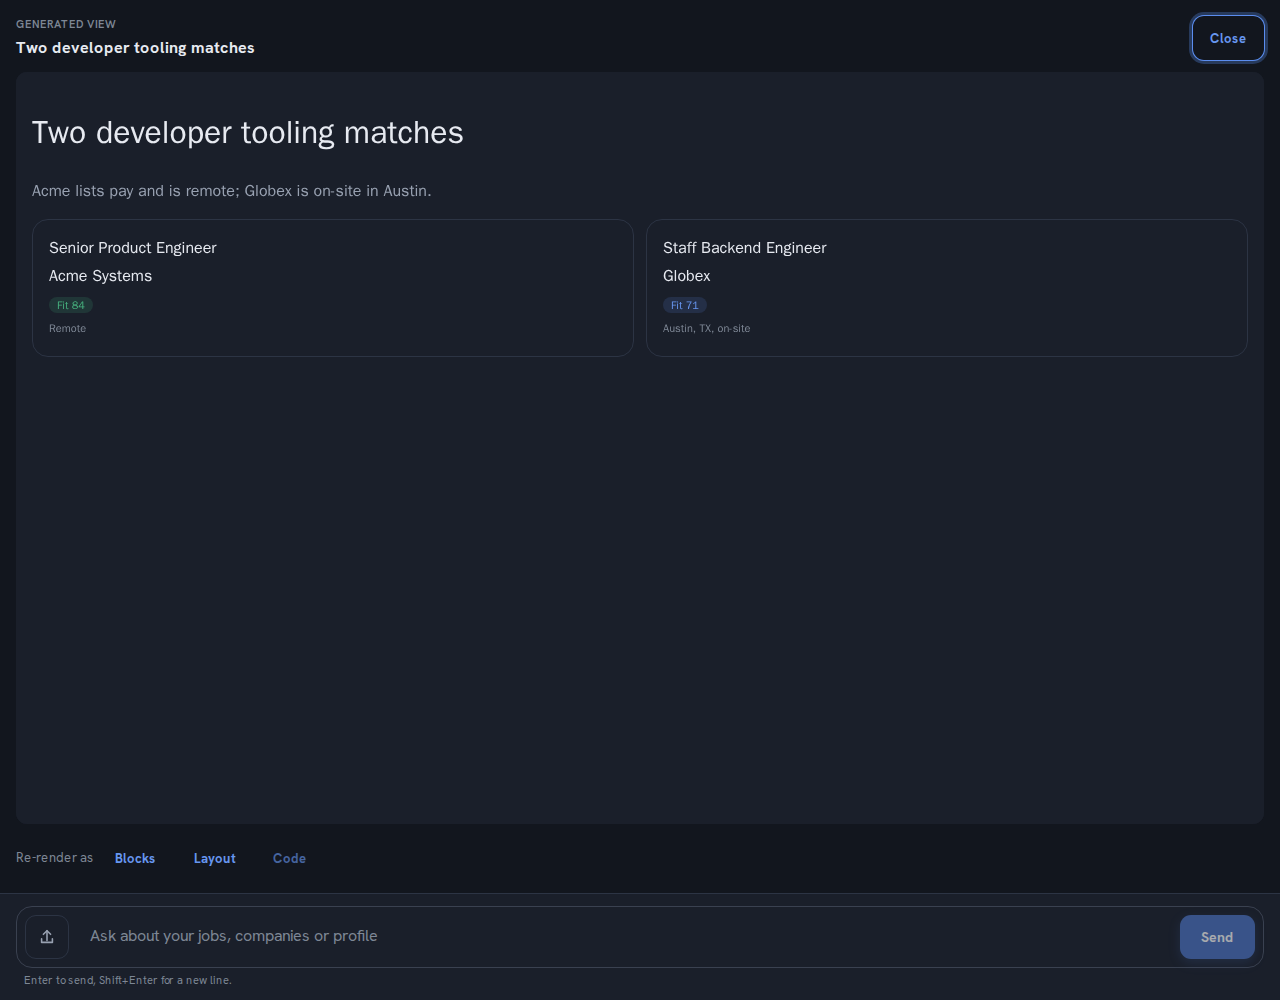 GENERATED VIEW
Two developer tooling matches
Close
Two developer tooling matches
Acme lists pay and is remote; Globex is on-site in Austin.
Senior Product Engineer
Acme Systems
Fit 84
Remote
Staff Backend Engineer
Globex
Fit 71
Austin, TX, on-site
Re-render as Blocks Layout Code
Ask about your jobs, companies or profile
Send
Enter to send, Shift+Enter for a new line.